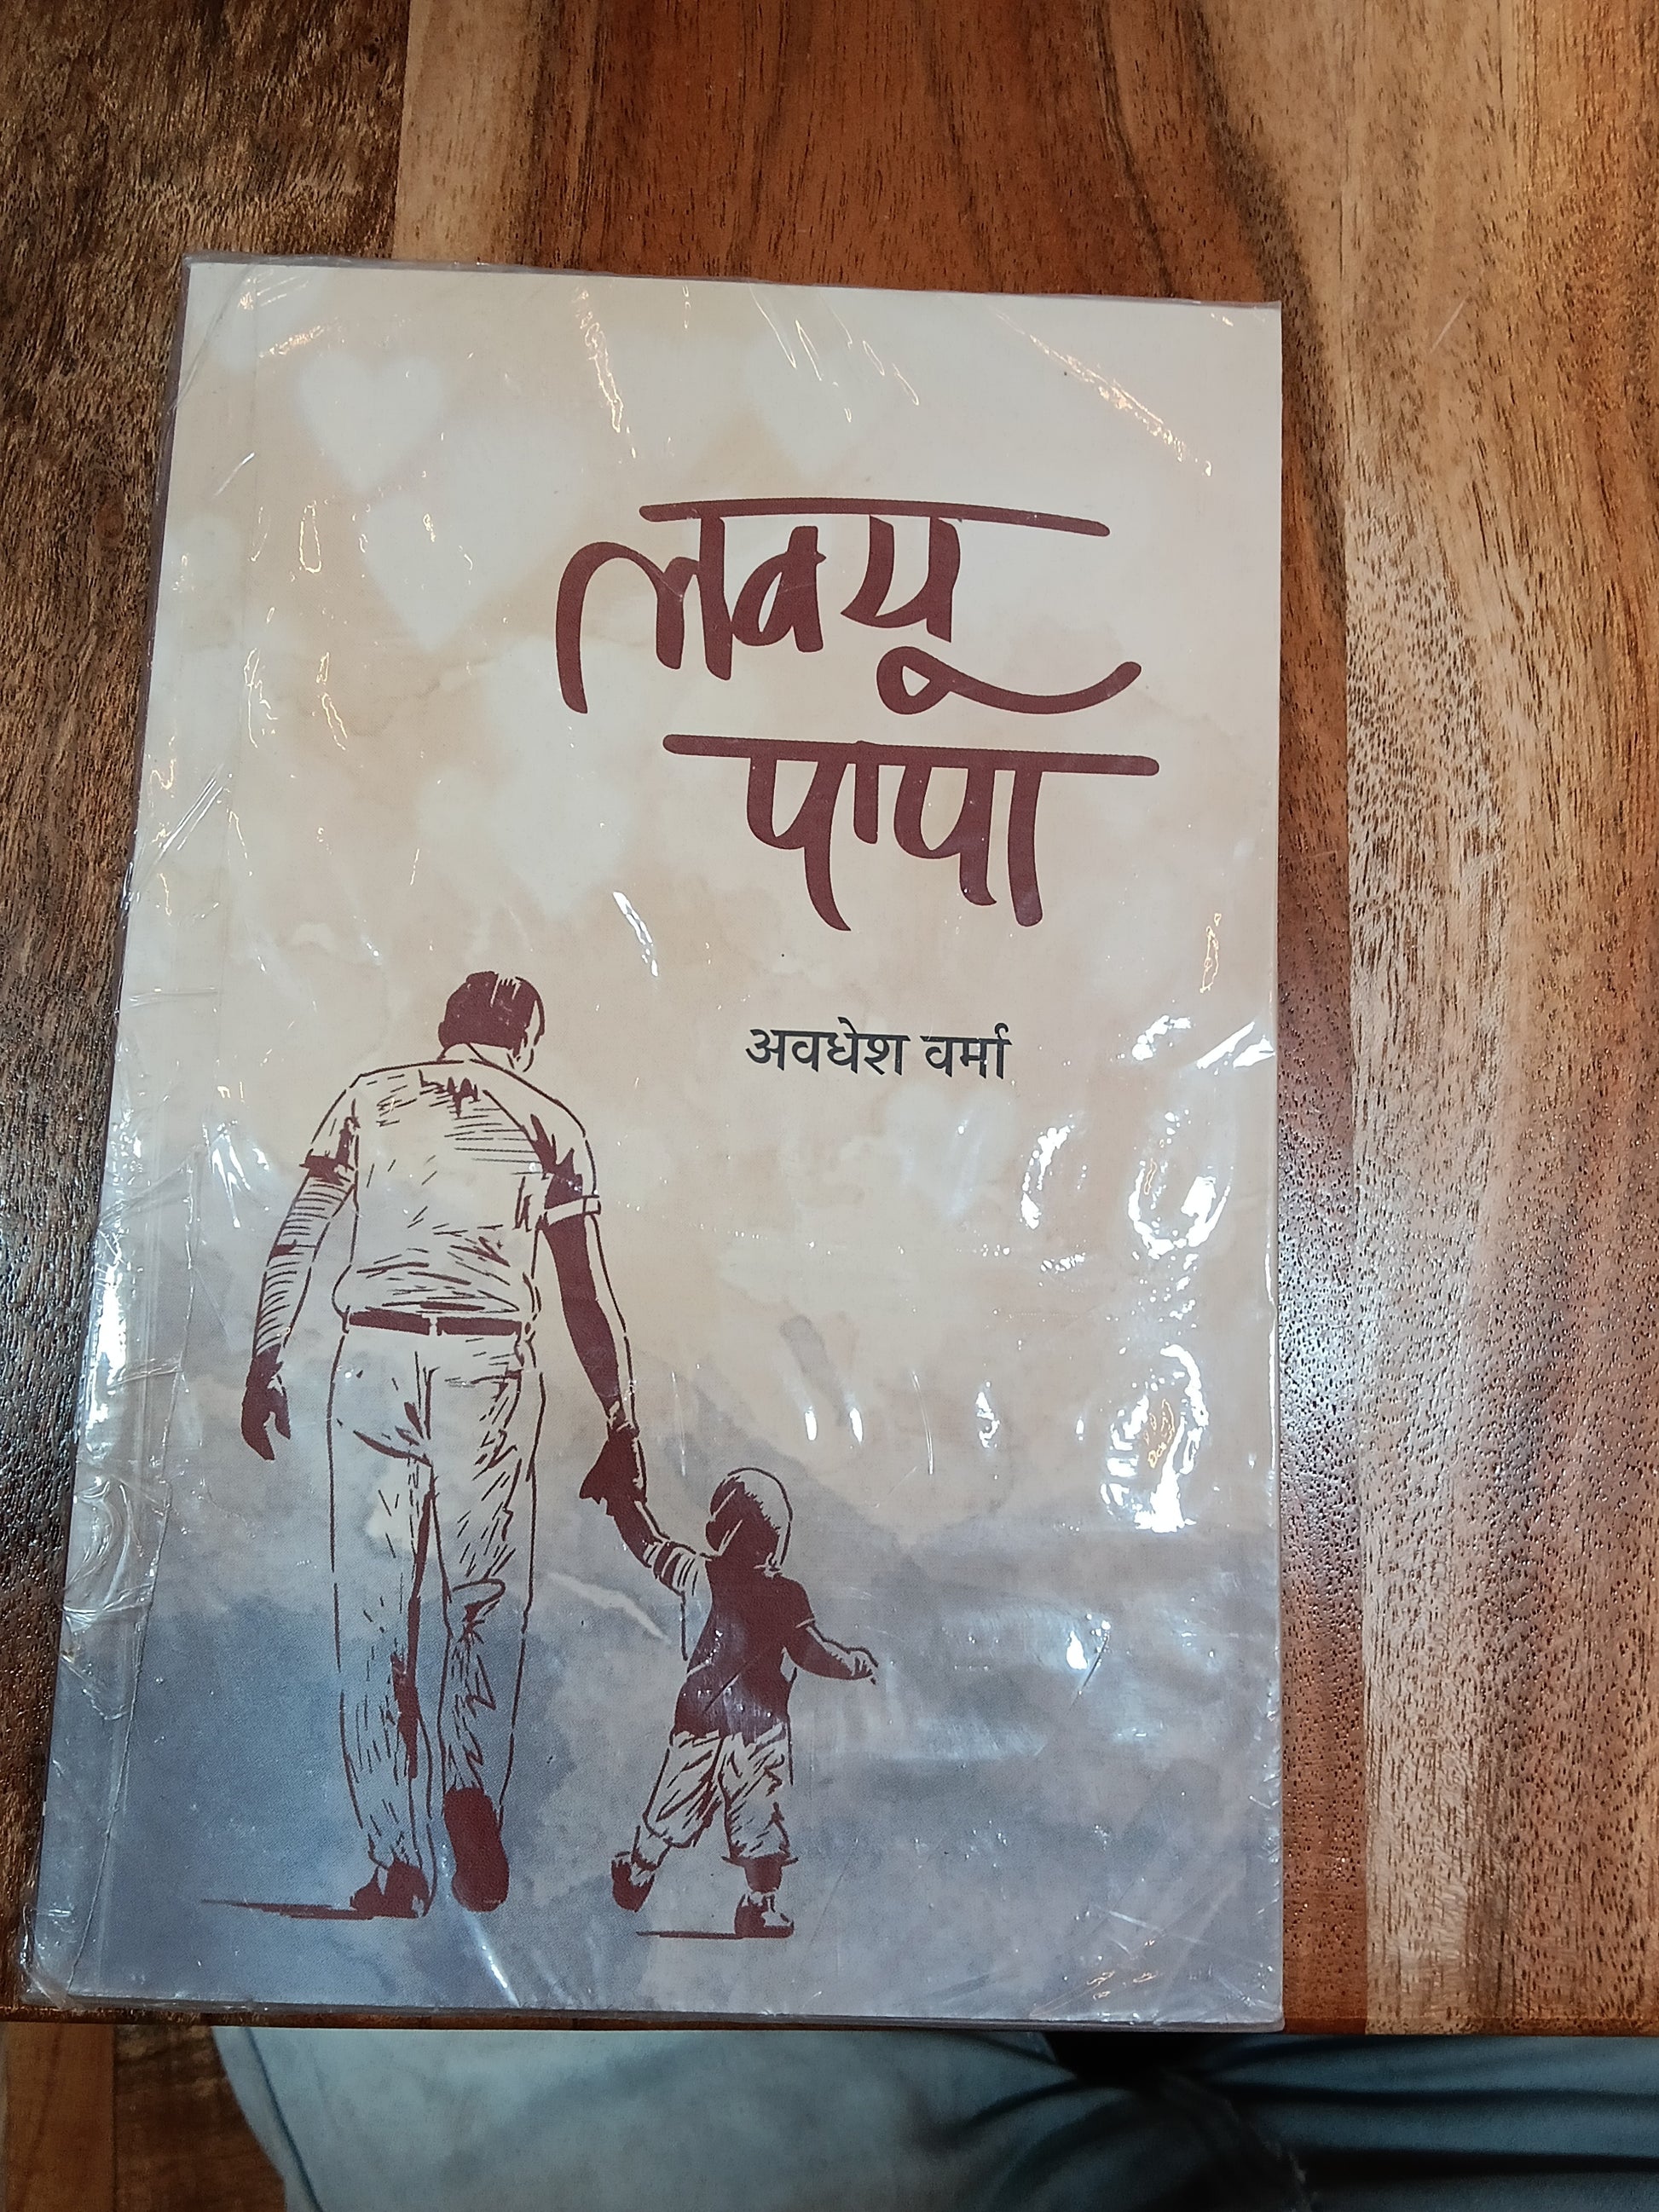 लव यू
पापा
अवधेश वर्मा